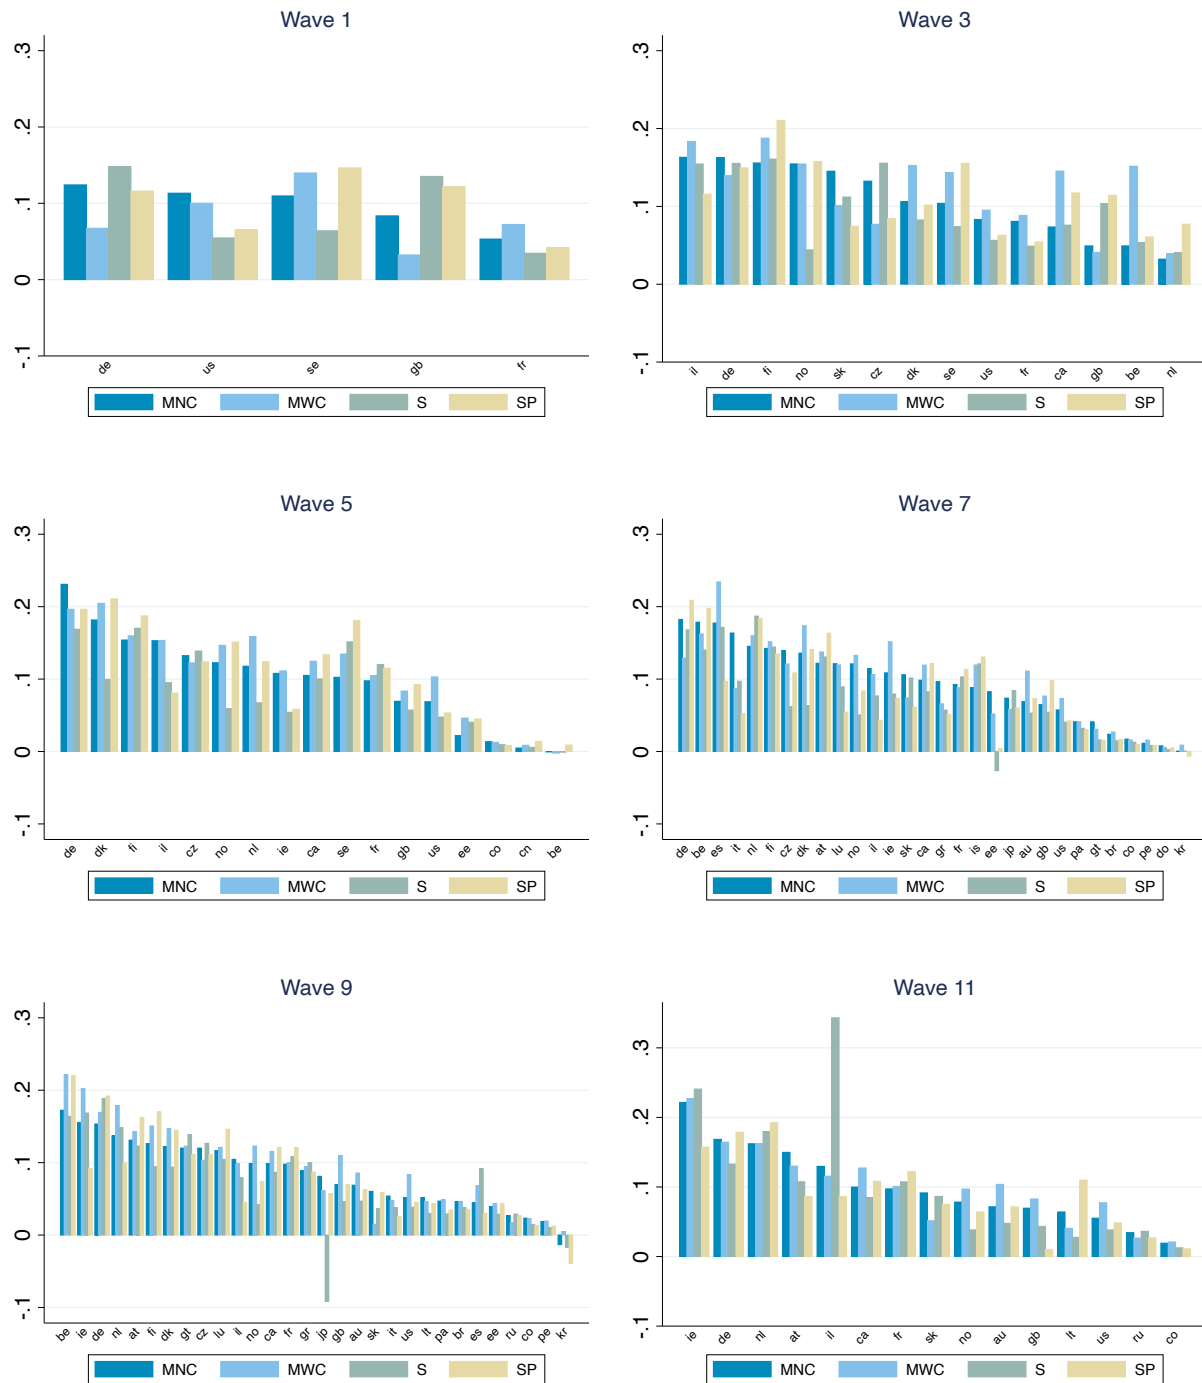 Wave 1
.3
.2
.1
0
-.1
de us se gb fr
MNC MWC S SP
Wave 3
.3
.2
.1
0
-.1
il de fi no sk cz dk se us fr ca gb be nl
MNC MWC S SP
Wave 5
.3
.2
.1
0
-.1
de dk fi il cz no nl ie ca se fr gb us ee co cn be
MNC MWC S SP
Wave 7
.3
.2
.1
0
-.1
de be es it nl fi cz dk at lu no il ie sk ca gr fr is ee jp au gb us pa gt br co pe do kr
MNC MWC S SP
Wave 9
.3
.2
.1
0
-.1
be ie de nl at fi dk gt cz lu il no ca fr gr jp gb au sk it us lt pa br es ee ru co pe kr
MNC MWC S SP
Wave 11
.3
.2
.1
0
-.1
ie de nl at il ca fr sk no au gb lt us ru co
MNC MWC S SP